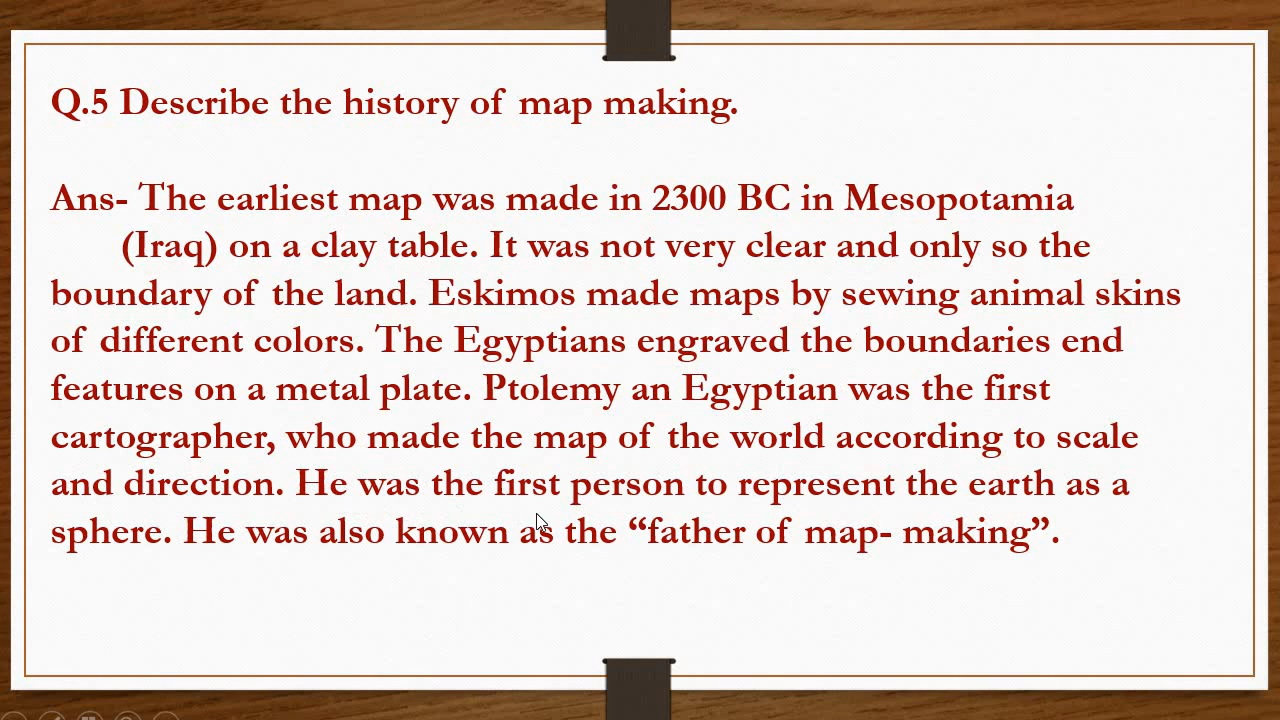 Q.5 Describe the history of map making.
Ans- The earliest map was made in 2300 BC in Mesopotamia
(Iraq) on a clay table. It was not very clear and only so the
boundary of the land. Eskimos made maps by sewing animal skins
of different colors. The Egyptians engraved the boundaries end
features on a metal plate. Ptolemy an Egyptian was the first
cartographer, who made the map of the world according to scale
and direction. He was the first person to represent the earth as a
sphere. He was also known as the “father of map- making”.